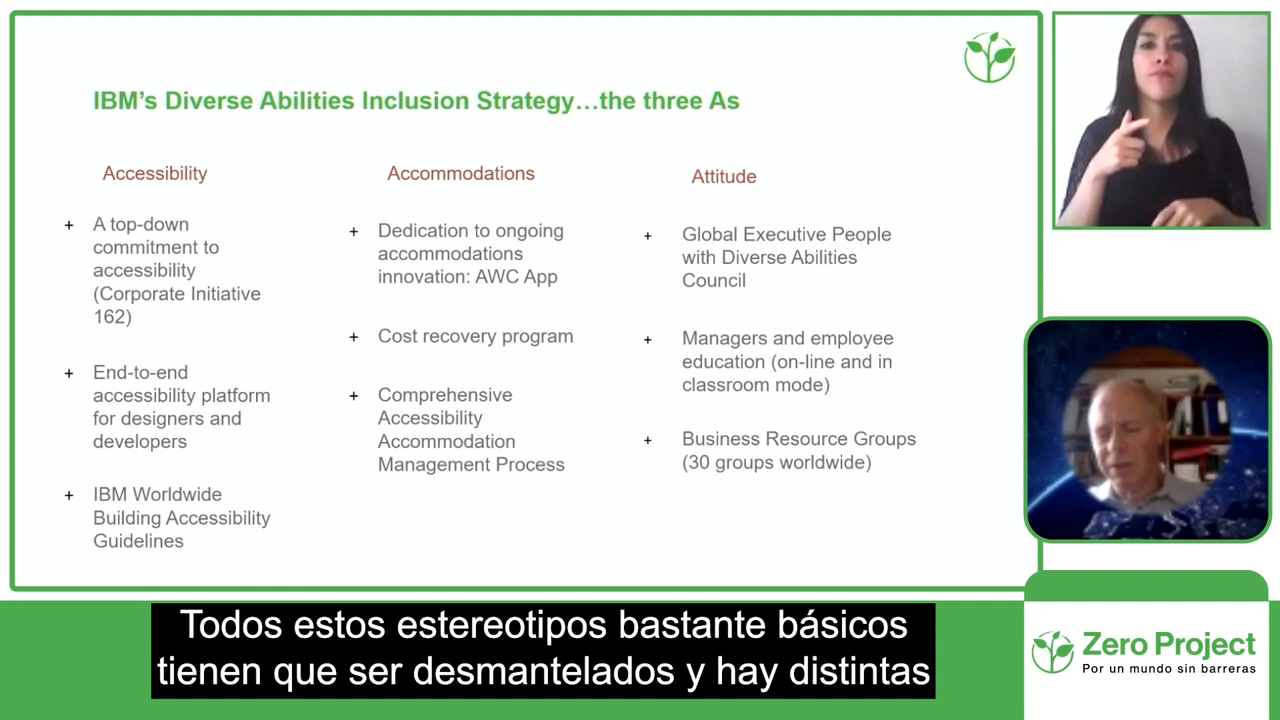 IBM’s Diverse Abilities Inclusion Strategy…the three As
Accessibility
+ A top-down
commitment to
accessibility
(Corporate Initiative
162)
+ End-to-end
accessibility platform
for designers and
developers
+ IBM Worldwide
Building Accessibility
Guidelines
Accommodations
+ Dedication to ongoing
accommodations
innovation: AWC App
+ Cost recovery program
+ Comprehensive
Accessibility
Accommodation
Management Process
Attitude
+ Global Executive People
with Diverse Abilities
Council
+ Managers and employee
education (on-line and in
classroom mode)
+ Business Resource Groups
(30 groups worldwide)
Todos estos estereotipos bastante básicos
tienen que ser desmantelados y hay distintas
Zero Project
Por un mundo sin barreras